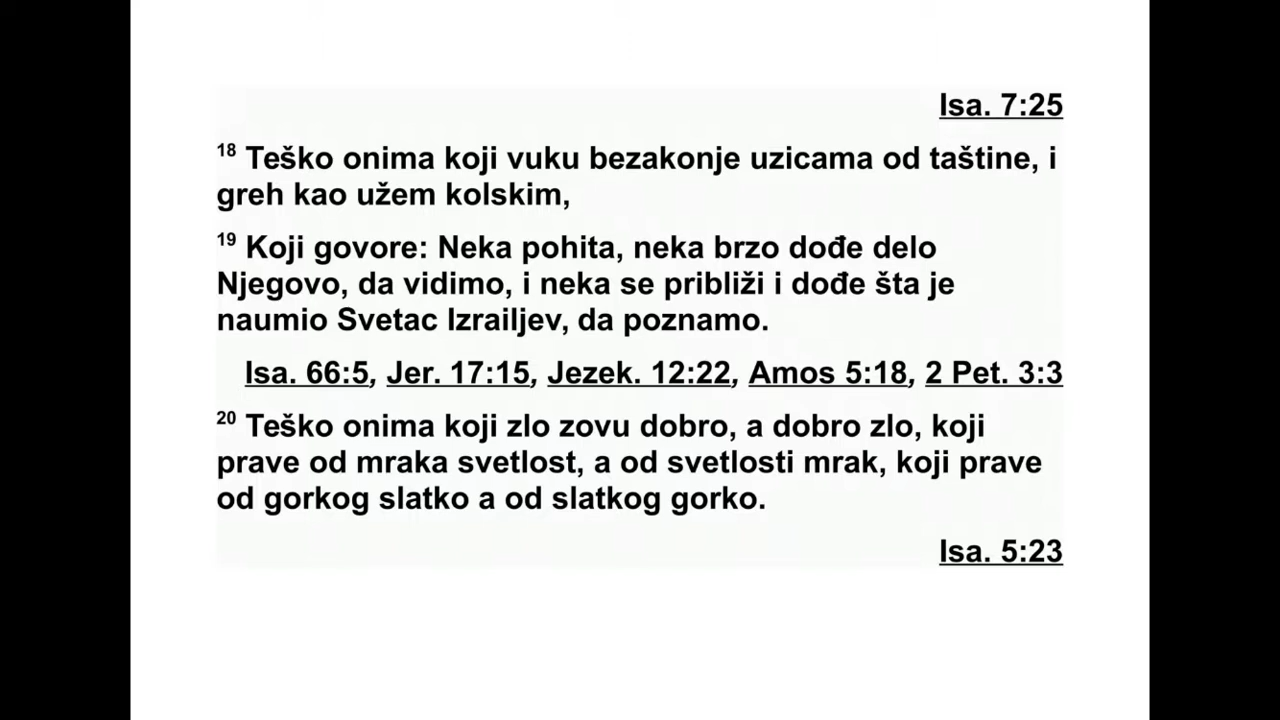 Isa. 7:25
18 Teško onima koji vuku bezakonje uzicama od taštine, i
greh kao užem kolskim,
19 Koji govore: Neka pohita, neka brzo dođe delo
Njegovo, da vidimo, i neka se približi i dođe šta je
naumio Svetac Izrailjev, da poznamo.
Isa. 66:5, Jer. 17:15, Jezek. 12:22, Amos 5:18, 2 Pet. 3:3
20 Teško onima koji zlo zovu dobro, a dobro zlo, koji
prave od mraka svetlost, a od svetlosti mrak, koji prave
od gorkog slatko a od slatkog gorko.
Isa. 5:23